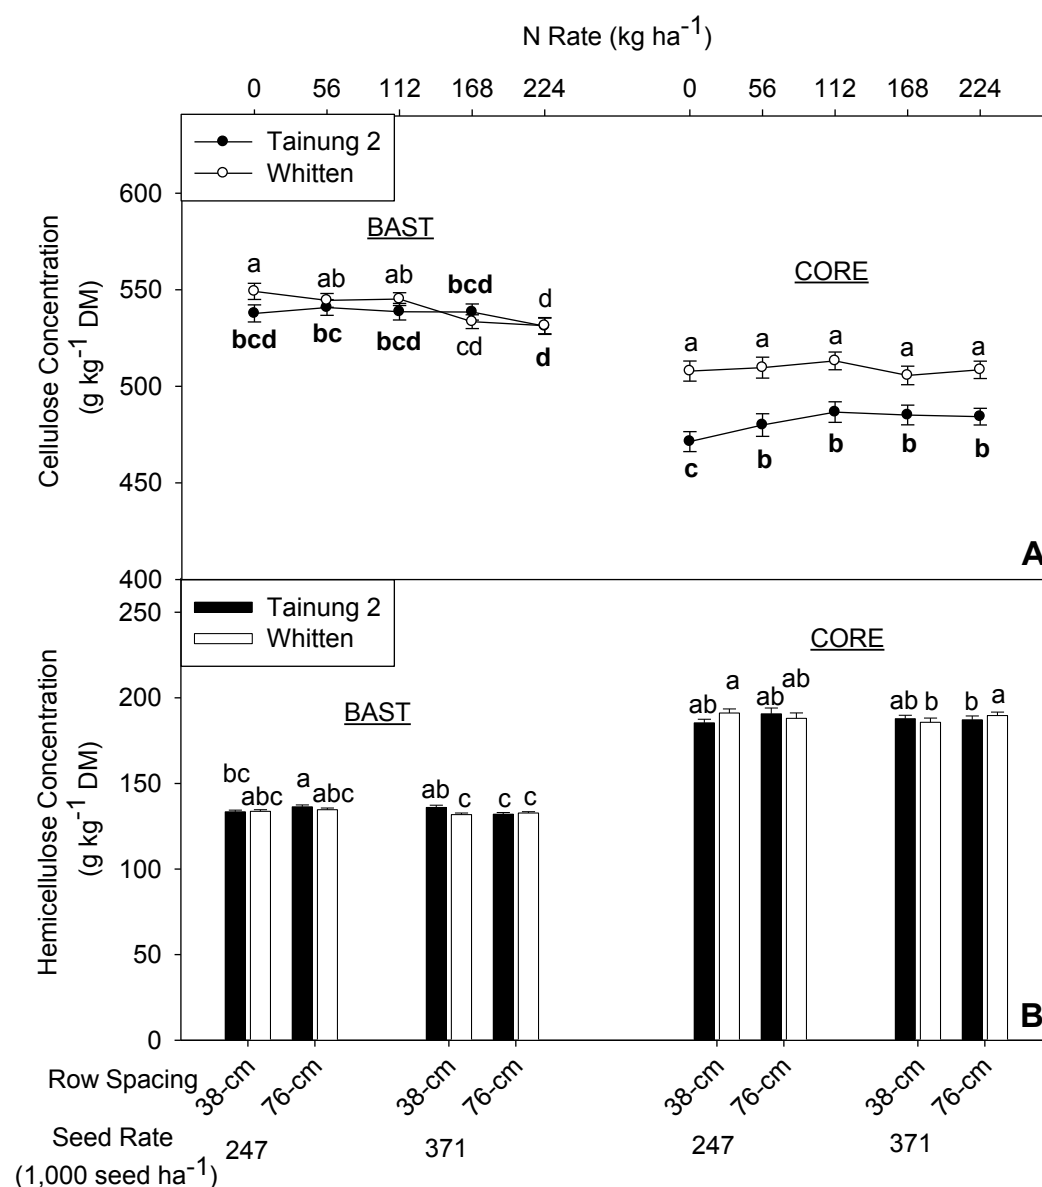 N Rate (kg ha⁻¹)
0 56 112 168 224 0 56 112 168 224
Tainung 2
Whitten
600
BAST
CORE
a ab ab bcd d
550
bcd bc bcd cd d
a a a a a
500
c b b b b
450
Cellulose Concentration
(g kg⁻¹ DM)
A
400
Tainung 2
Whitten
250
CORE
BAST
200
ab a ab ab ab b b a
150
bc abc a abc ab c c c
100
50
0
Hemicellulose Concentration
(g kg⁻¹ DM)
B
Row Spacing 38-cm 76-cm 38-cm 76-cm 38-cm 76-cm 38-cm 76-cm
Seed Rate
(1,000 seed ha⁻¹) 247 371 247 371